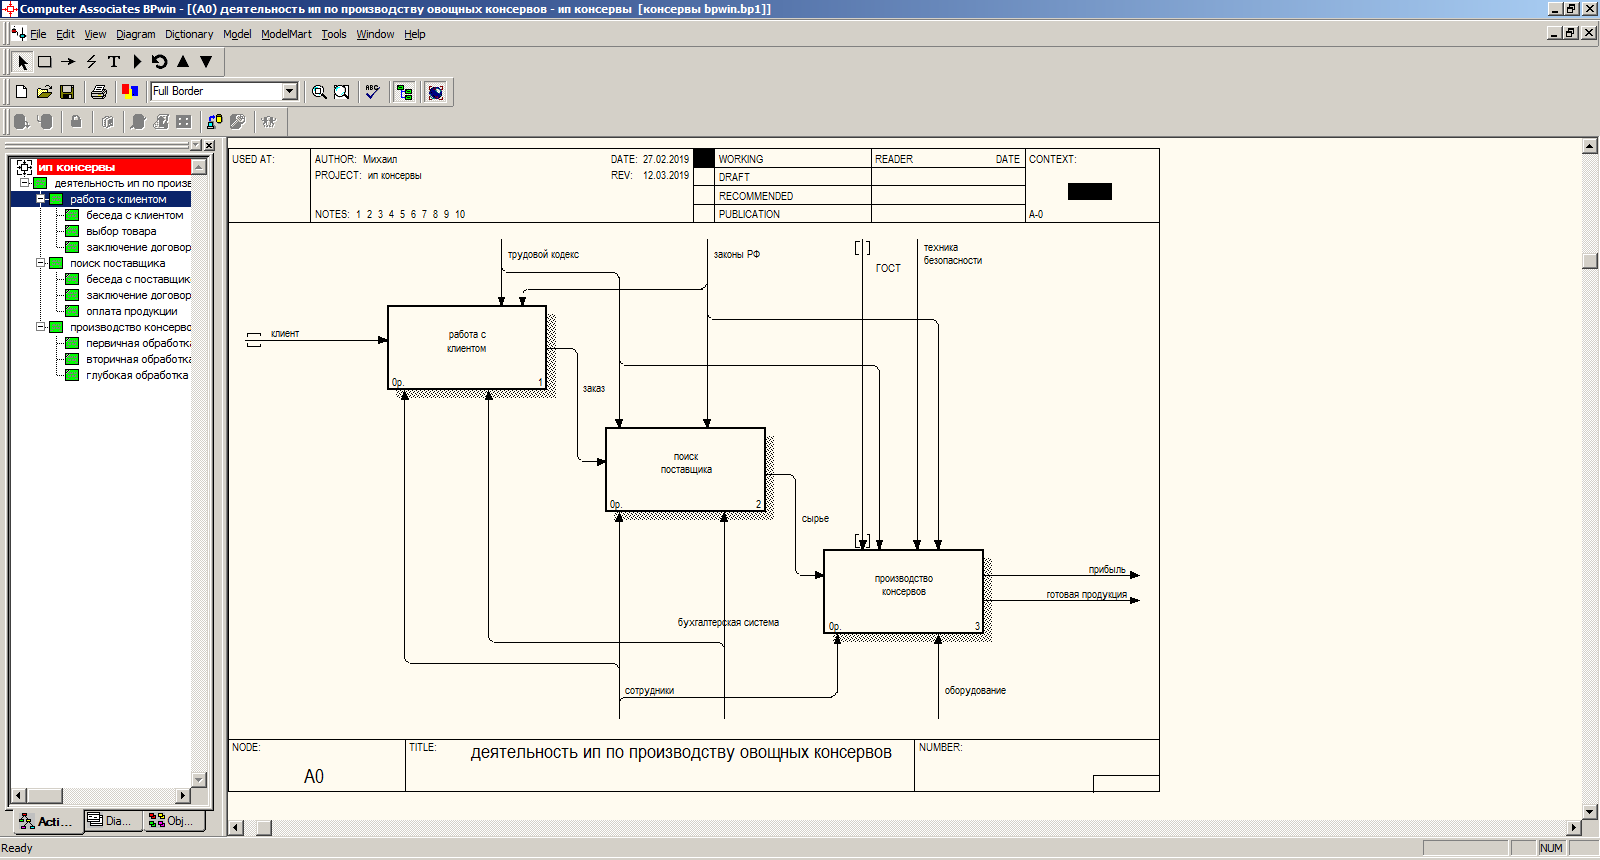 Computer Associates BPwin - [(A0) деятельность ип по производству овощных консервов - ип консервы  [консервы bpwin.bp1]]
File Edit View Diagram Dictionary Model ModelMart Tools Window Help
T
Full Border
ABC
ип консервы
деятельность ип по произв
работа с клиентом
беседа с клиентом
выбор товара
заключение договор
поиск поставщика
беседа с поставщик
заключение договор
оплата продукции
производство консерво
первичная обработка
вторичная обработка
глубокая обработка
Acti...
Dia...
Obj...
USED AT:
AUTHOR: Михаил
DATE: 27.02.2019
PROJECT: ип консервы
REV: 12.03.2019
NOTES: 1 2 3 4 5 6 7 8 9 10
WORKING
DRAFT
RECOMMENDED
PUBLICATION
READER DATE
CONTEXT:
A-0
трудовой кодекс
законы РФ
ГОСТ
техника
безопасности
клиент
работа с
клиентом
0р. 1
заказ
поиск
поставщика
0р. 2
сырье
производство
консервов
0р. 3
прибыль
готовая продукция
бухгалтерская система
сотрудники
оборудование
NODE:
A0
TITLE:
деятельность ип по производству овощных консервов
NUMBER:
Ready
NUM